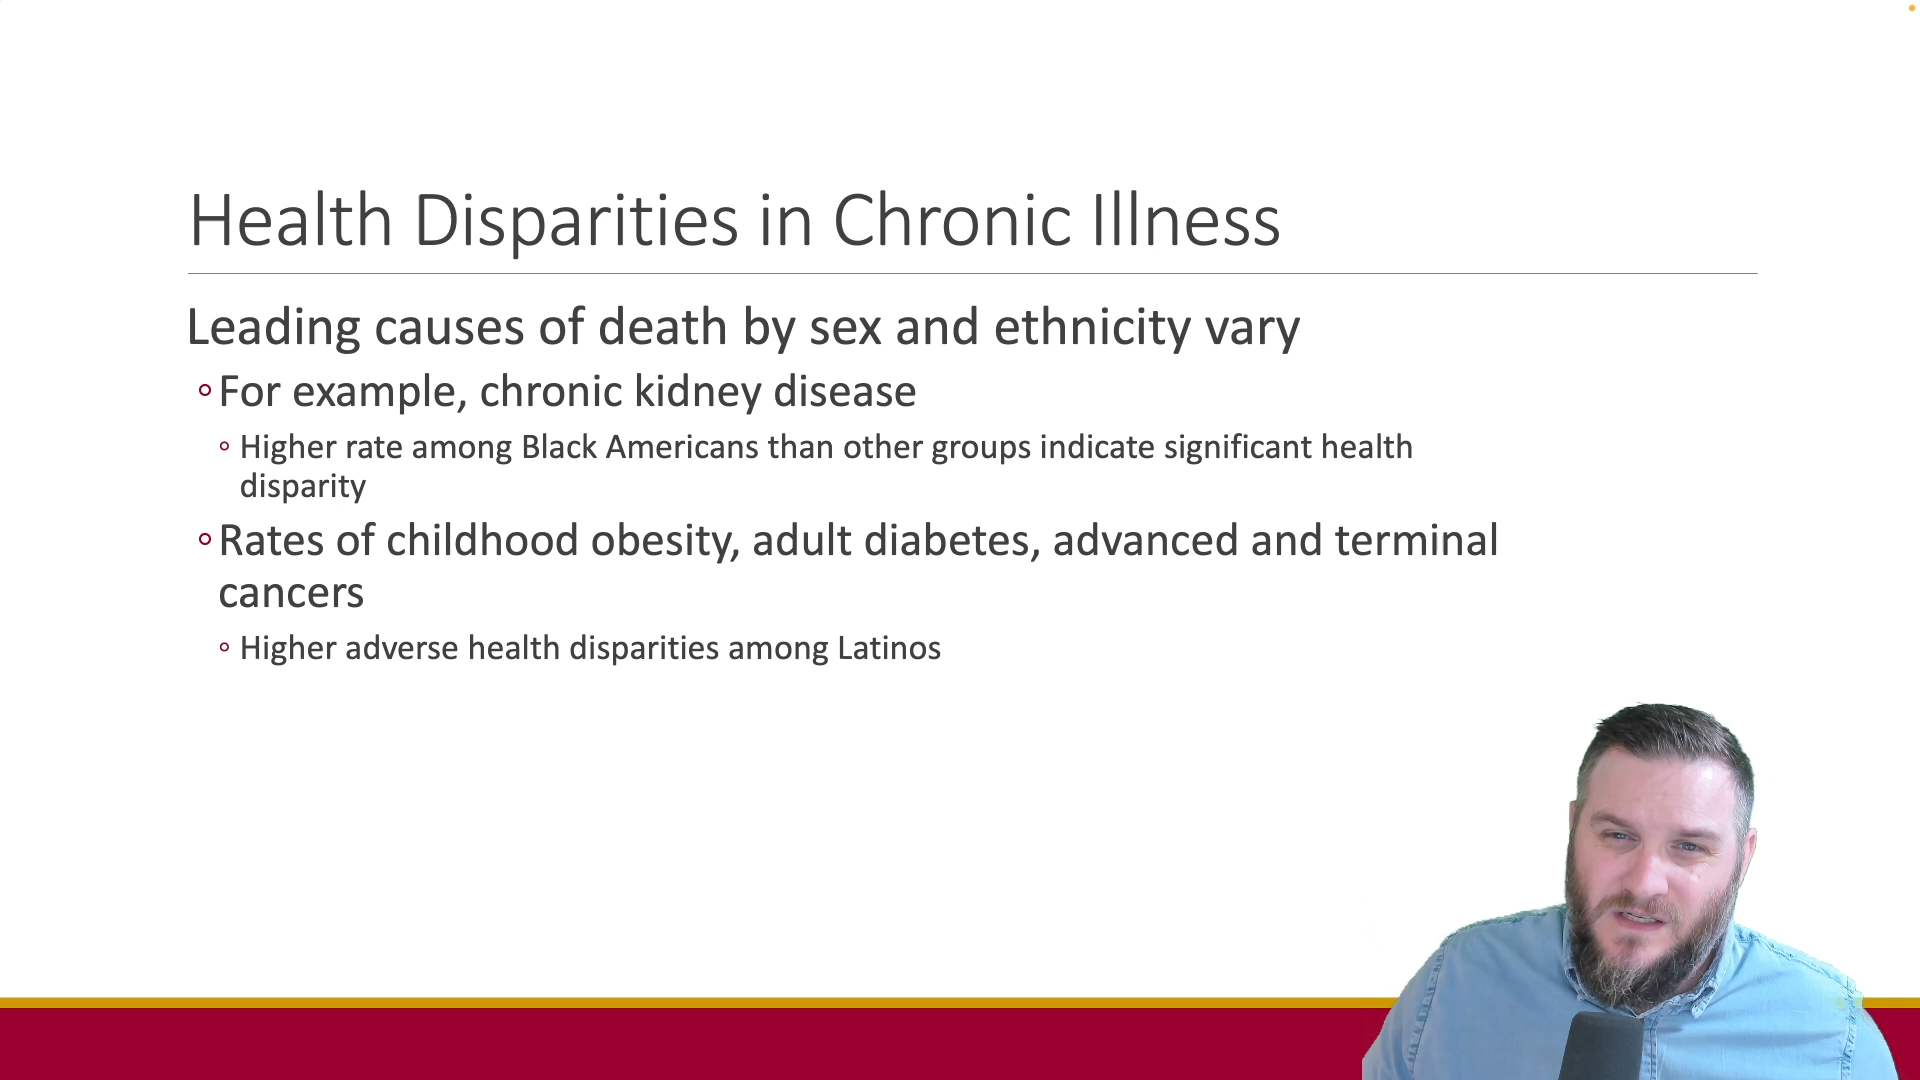 Health Disparities in Chronic Illness
Leading causes of death by sex and ethnicity vary
◦For example, chronic kidney disease
◦ Higher rate among Black Americans than other groups indicate significant health
disparity
◦Rates of childhood obesity, adult diabetes, advanced and terminal
cancers
◦ Higher adverse health disparities among Latinos